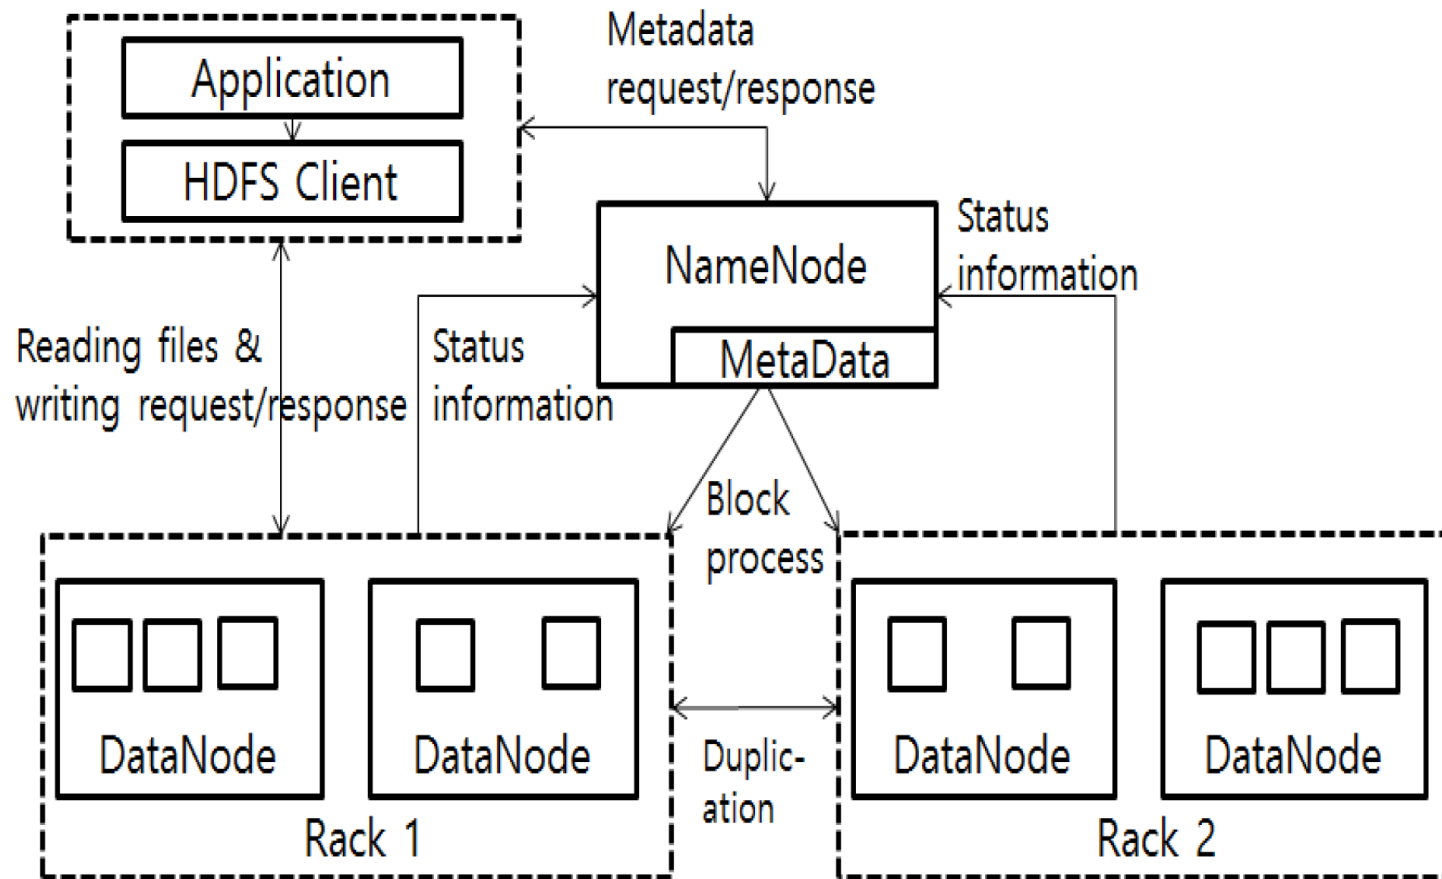 Application
HDFS Client
Metadata
request/response
NameNode
MetaData
Status
information
Reading files &
writing request/response
Status
information
Block
process
DataNode
DataNode
Rack 1
Duplic-
ation
DataNode
DataNode
Rack 2